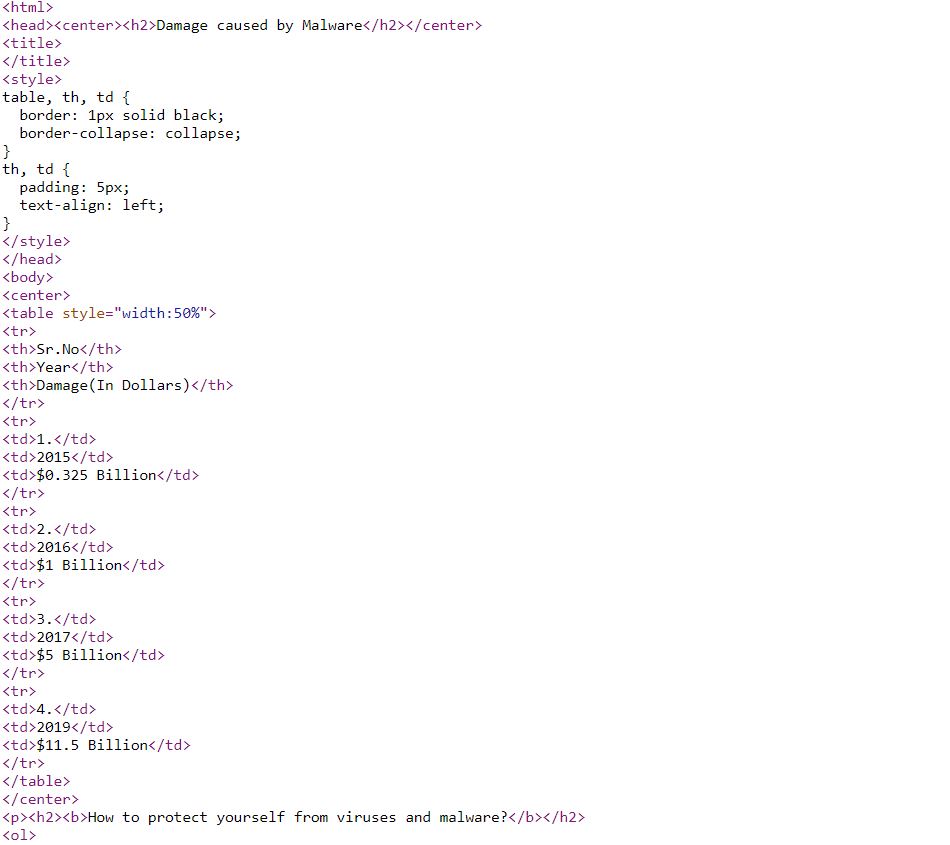 <html>
<head><center><h2>Damage caused by Malware</h2></center>
<title>
</title>
<style>
table, th, td {
  border: 1px solid black;
  border-collapse: collapse;
}
th, td {
  padding: 5px;
  text-align: left;
}
</style>
</head>
<body>
<center>
<table style="width:50%">
<tr>
<th>Sr.No</th>
<th>Year</th>
<th>Damage(In Dollars)</th>
</tr>
<tr>
<td>1.</td>
<td>2015</td>
<td>$0.325 Billion</td>
</tr>
<tr>
<td>2.</td>
<td>2016</td>
<td>$1 Billion</td>
</tr>
<tr>
<td>3.</td>
<td>2017</td>
<td>$5 Billion</td>
</tr>
<tr>
<td>4.</td>
<td>2019</td>
<td>$11.5 Billion</td>
</tr>
</table>
</center>
<p><h2><b>How to protect yourself from viruses and malware?</b></h2>
<ol>